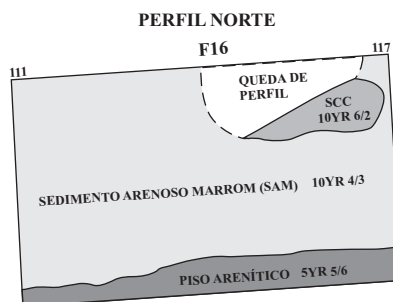 PERFIL NORTE
F16
111
117
QUEDA DE
PERFIL
SCC
10YR 6/2
SEDIMENTO ARENOSO MARROM (SAM) 10YR 4/3
PISO ARENÍTICO 5YR 5/6